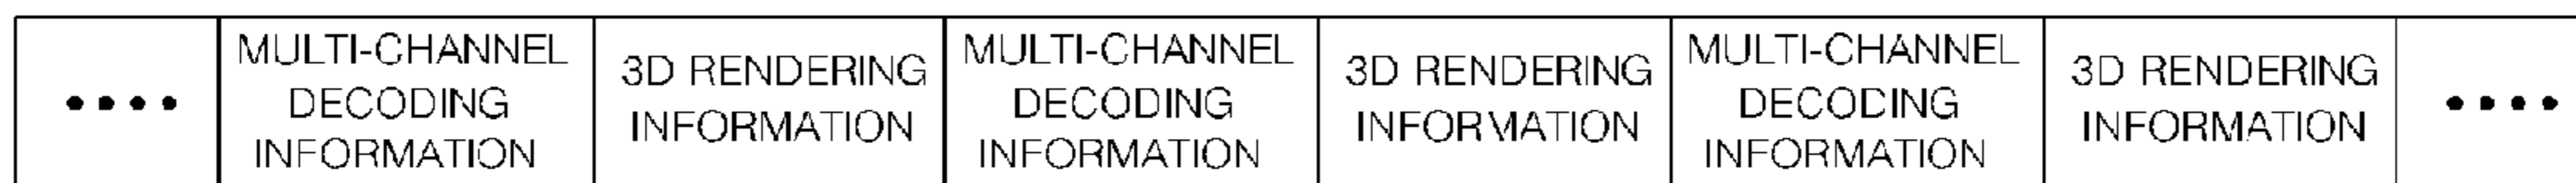 ••••
MULTI-CHANNEL
DECODING
INFORMATION
3D RENDERING
INFORMATION
MULTI-CHANNEL
DECODING
INFORMATION
3D RENDERING
INFORMATION
MULTI-CHANNEL
DECODING
INFORMATION
3D RENDERING
INFORMATION
••••